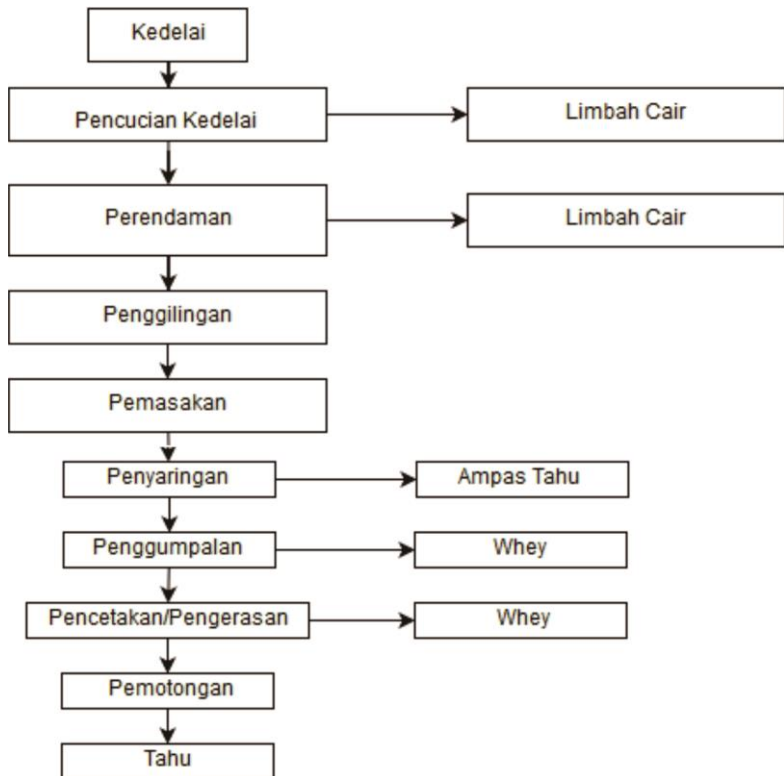 Kedelai
Pencucian Kedelai
Limbah Cair
Perendaman
Limbah Cair
Penggilingan
Pemasakan
Penyaringan
Ampas Tahu
Penggumpalan
Whey
Pencetakan/Pengerasan
Whey
Pemotongan
Tahu